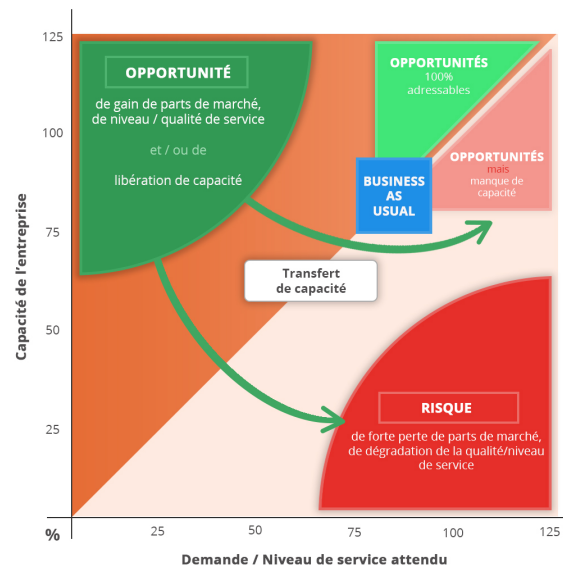 125
100
75
50
25
%
Capacité de l'entreprise
OPPORTUNITÉ
de gain de parts de marché,
de niveau / qualité de service
et / ou de
libération de capacité
OPPORTUNITÉS
100%
adressables
OPPORTUNITÉS
mais
manque de
capacité
BUSINESS
AS
USUAL
Transfert
de capacité
RISQUE
de forte perte de parts de marché,
de dégradation de la qualité/niveau
de service
25
50
75
100
125
Demande / Niveau de service attendu